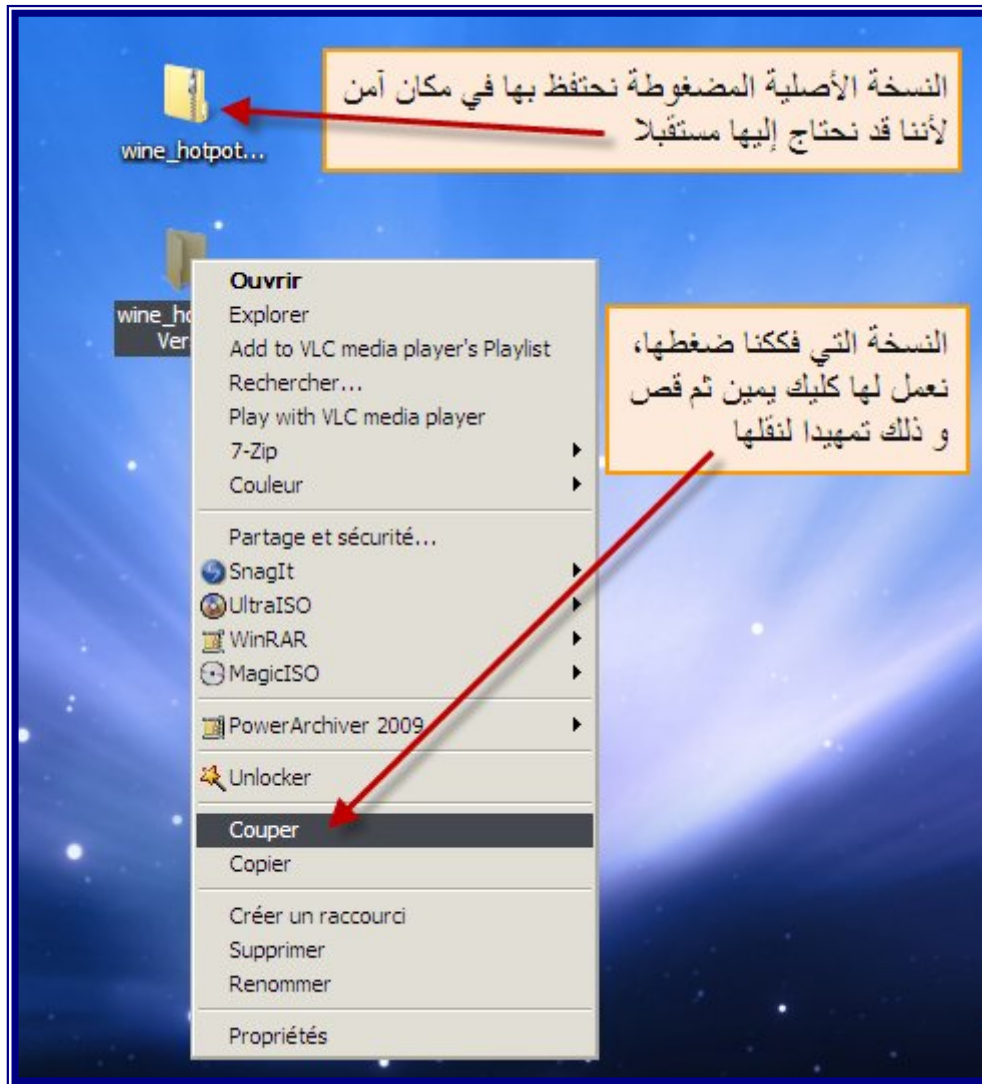 النسخة الأصلية المضغوطة نحتفظ بها في مكان آمن
لأننا قد نحتاج إليها مستقبلا
wine_hotpot...
wine_ho
Ver
Ouvrir
Explorer
Add to VLC media player's Playlist
Rechercher...
Play with VLC media player
7-Zip
Couleur
Partage et sécurité...
SnagIt
UltraISO
WinRAR
MagicISO
PowerArchiver 2009
Unlocker
Couper
Copier
Créer un raccourci
Supprimer
Renommer
Propriétés
النسخة التي فككنا ضغطها،
نعمل لها كليك يمين ثم قص
و ذلك تمهيدا لنقلها